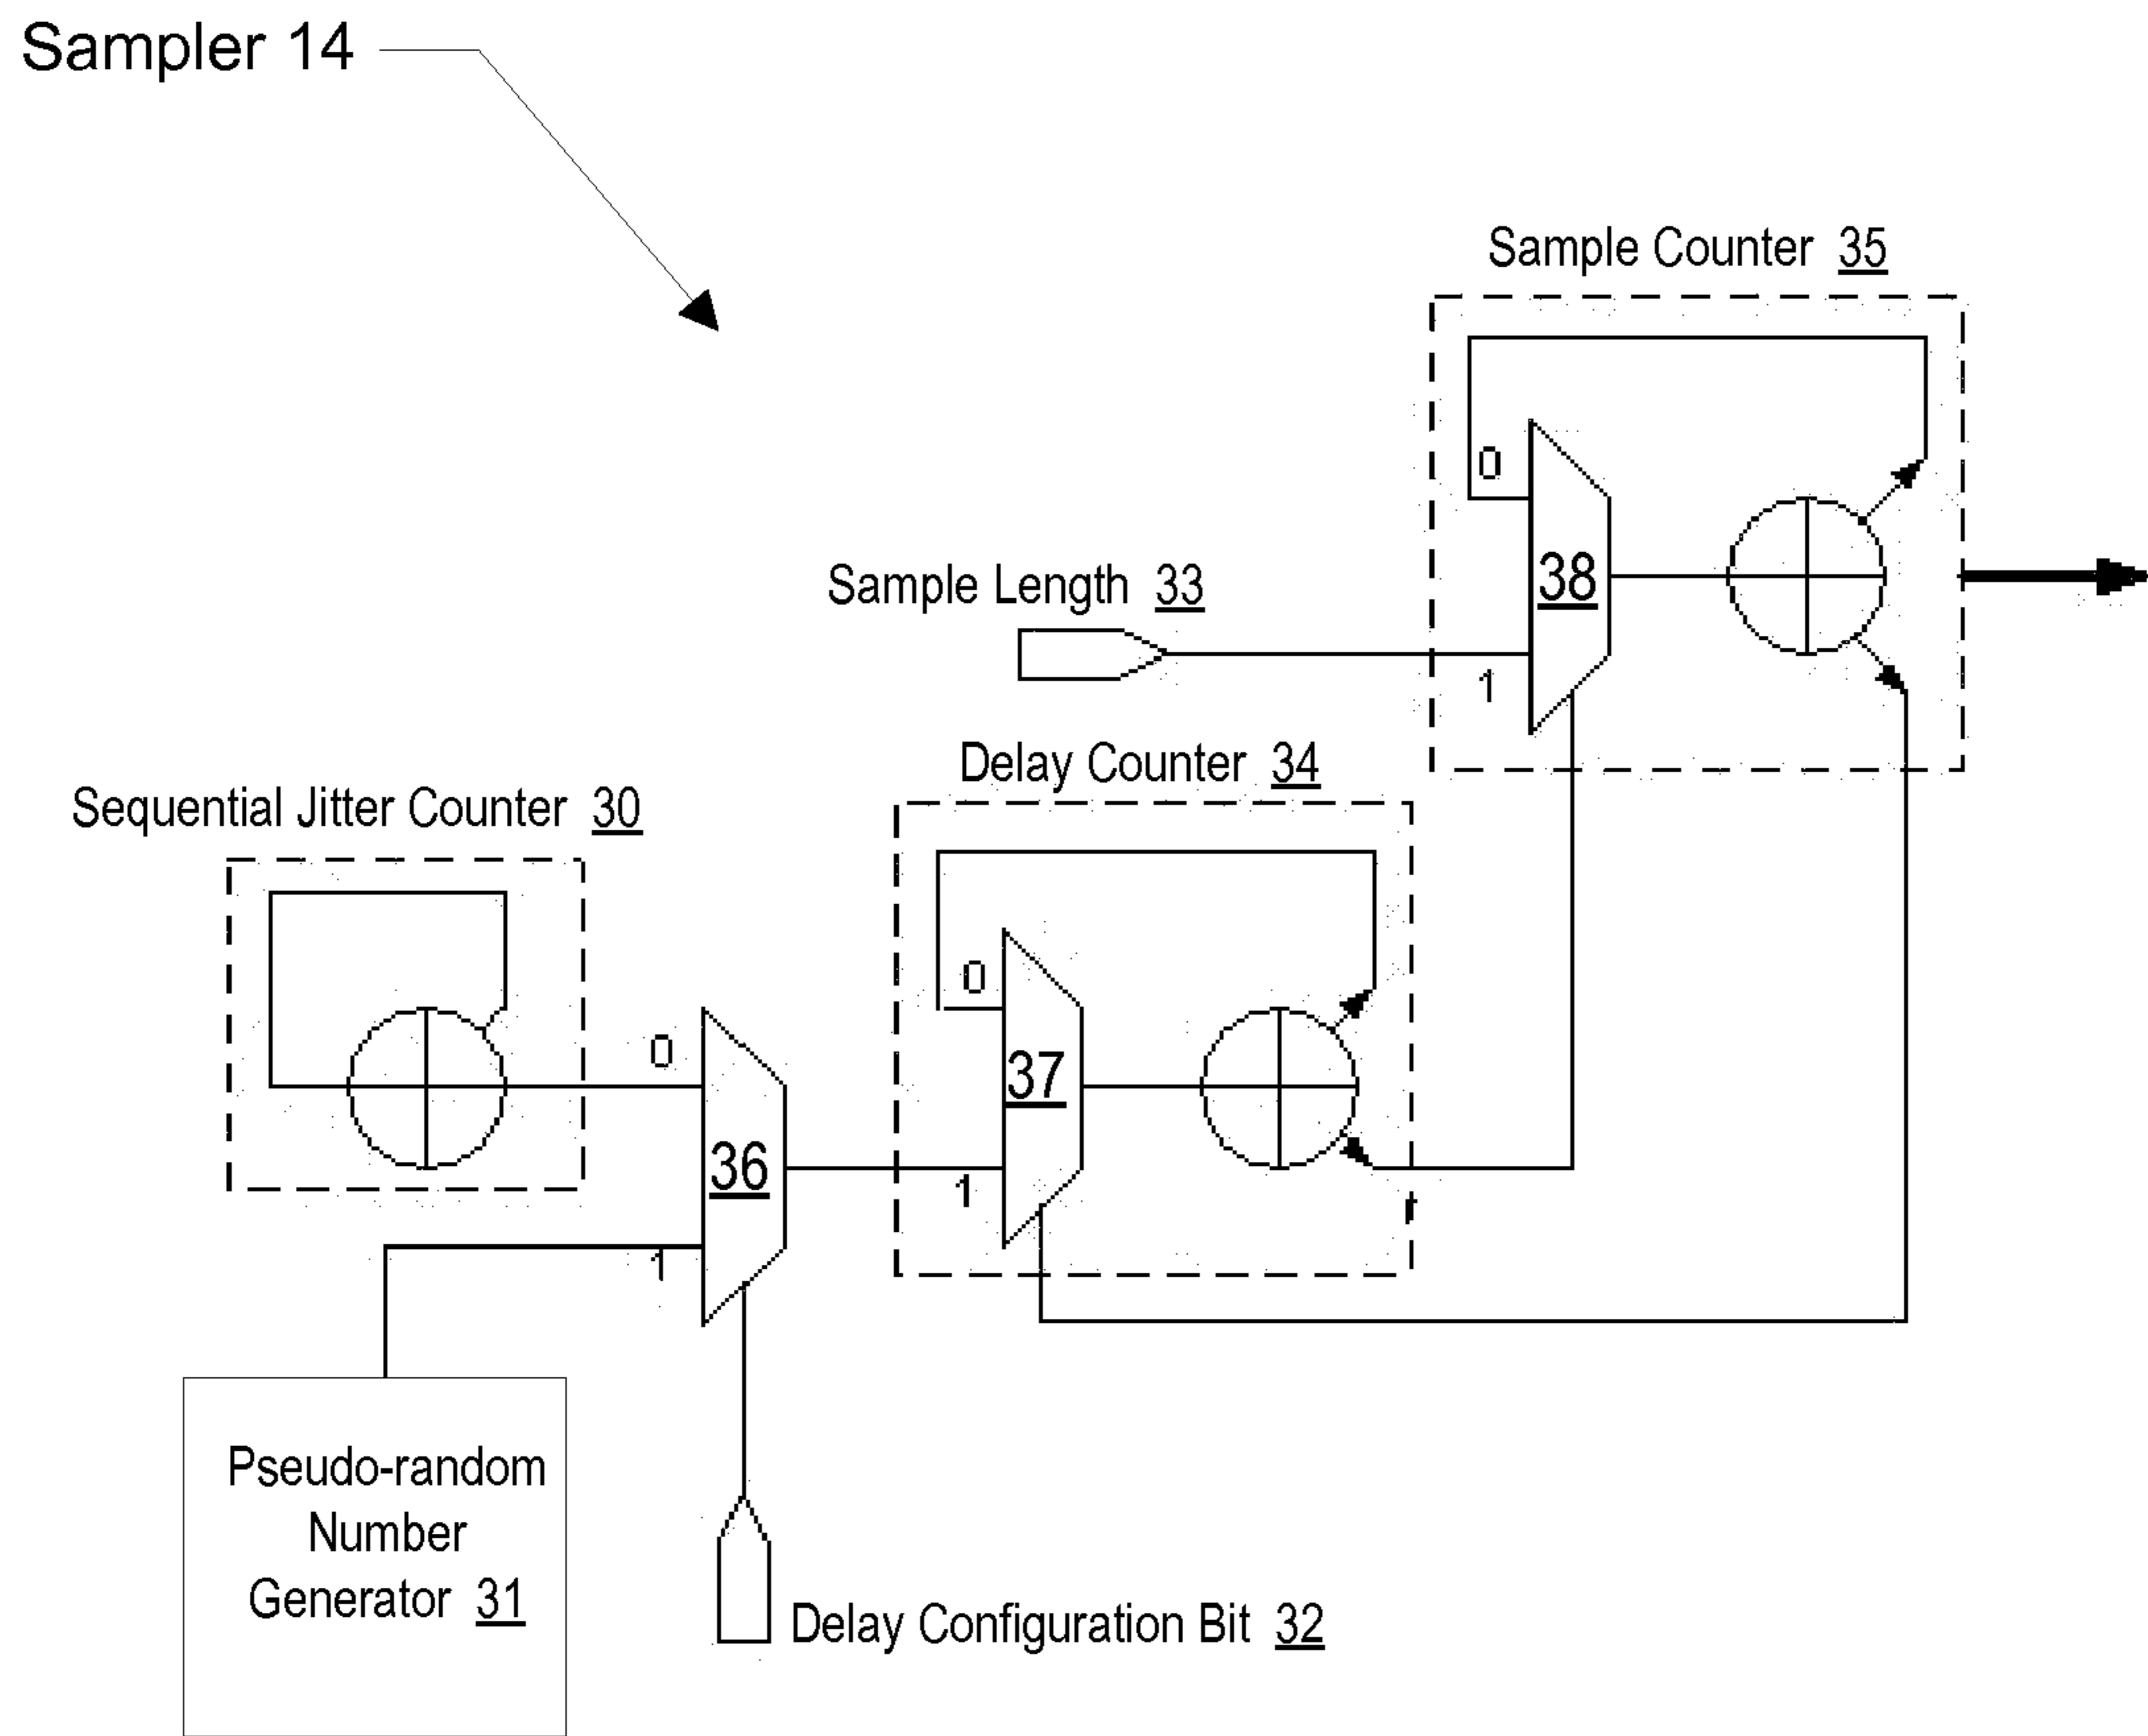 Sampler 14
Sample Counter 35
0
38
Sample Length 33
1
Delay Counter 34
Sequential Jitter Counter 30
0
37
0
36
1
1
Pseudo-random
Number
Generator 31
Delay Configuration Bit 32